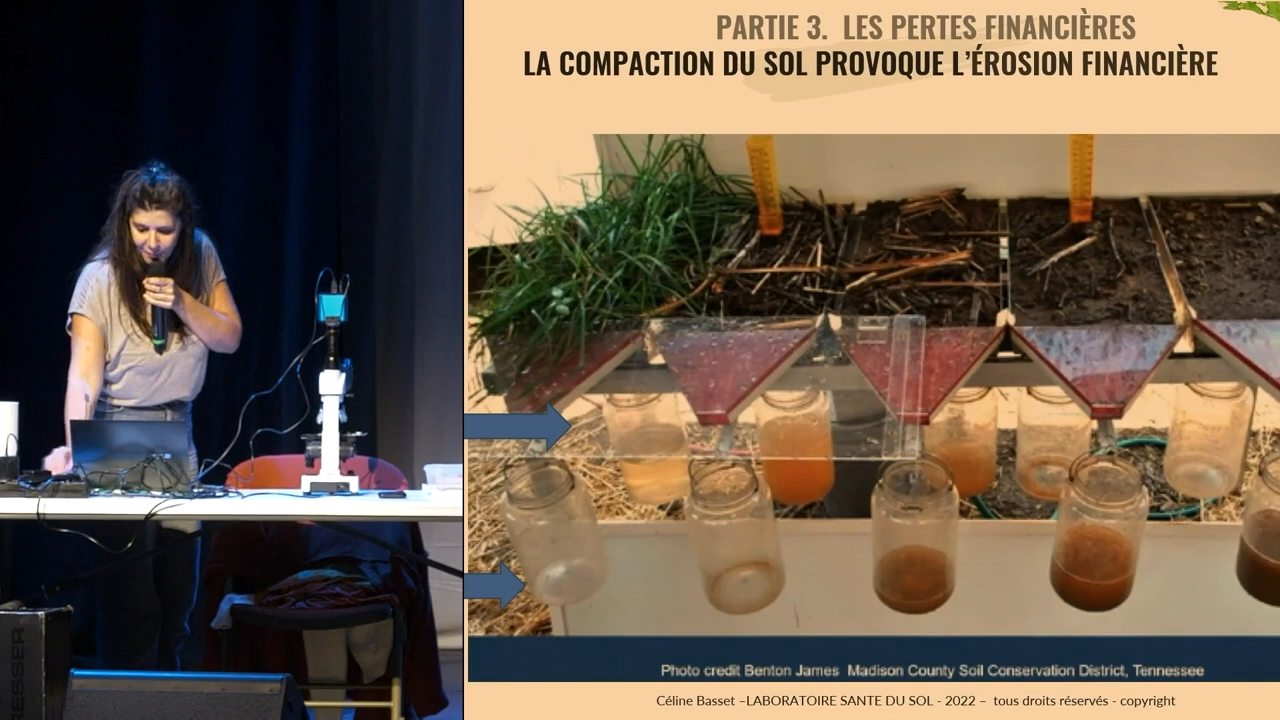 PARTIE 3. LES PERTES FINANCIÈRES
LA COMPACTION DU SOL PROVOQUE L'ÉROSION FINANCIÈRE
Photo credit Benton James Madison County Soil Conservation District, Tennessee
Céline Basset –LABORATOIRE SANTE DU SOL - 2022 – tous droits réservés - copyright